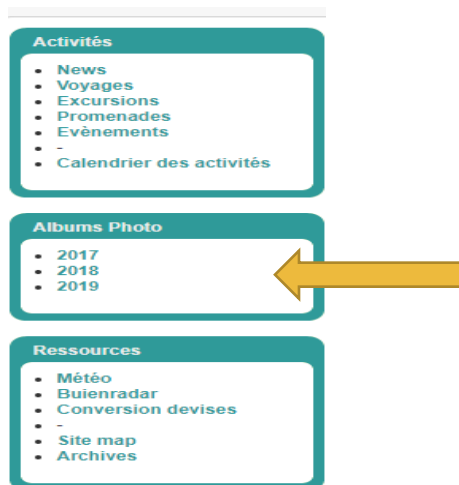 Activités
• News
• Voyages
• Excursions
• Promenades
• Evènements
• -
• Calendrier des activités
Albums Photo
• 2017
• 2018
• 2019
Ressources
• Météo
• Buienradar
• Conversion devises
• -
• Site map
• Archives